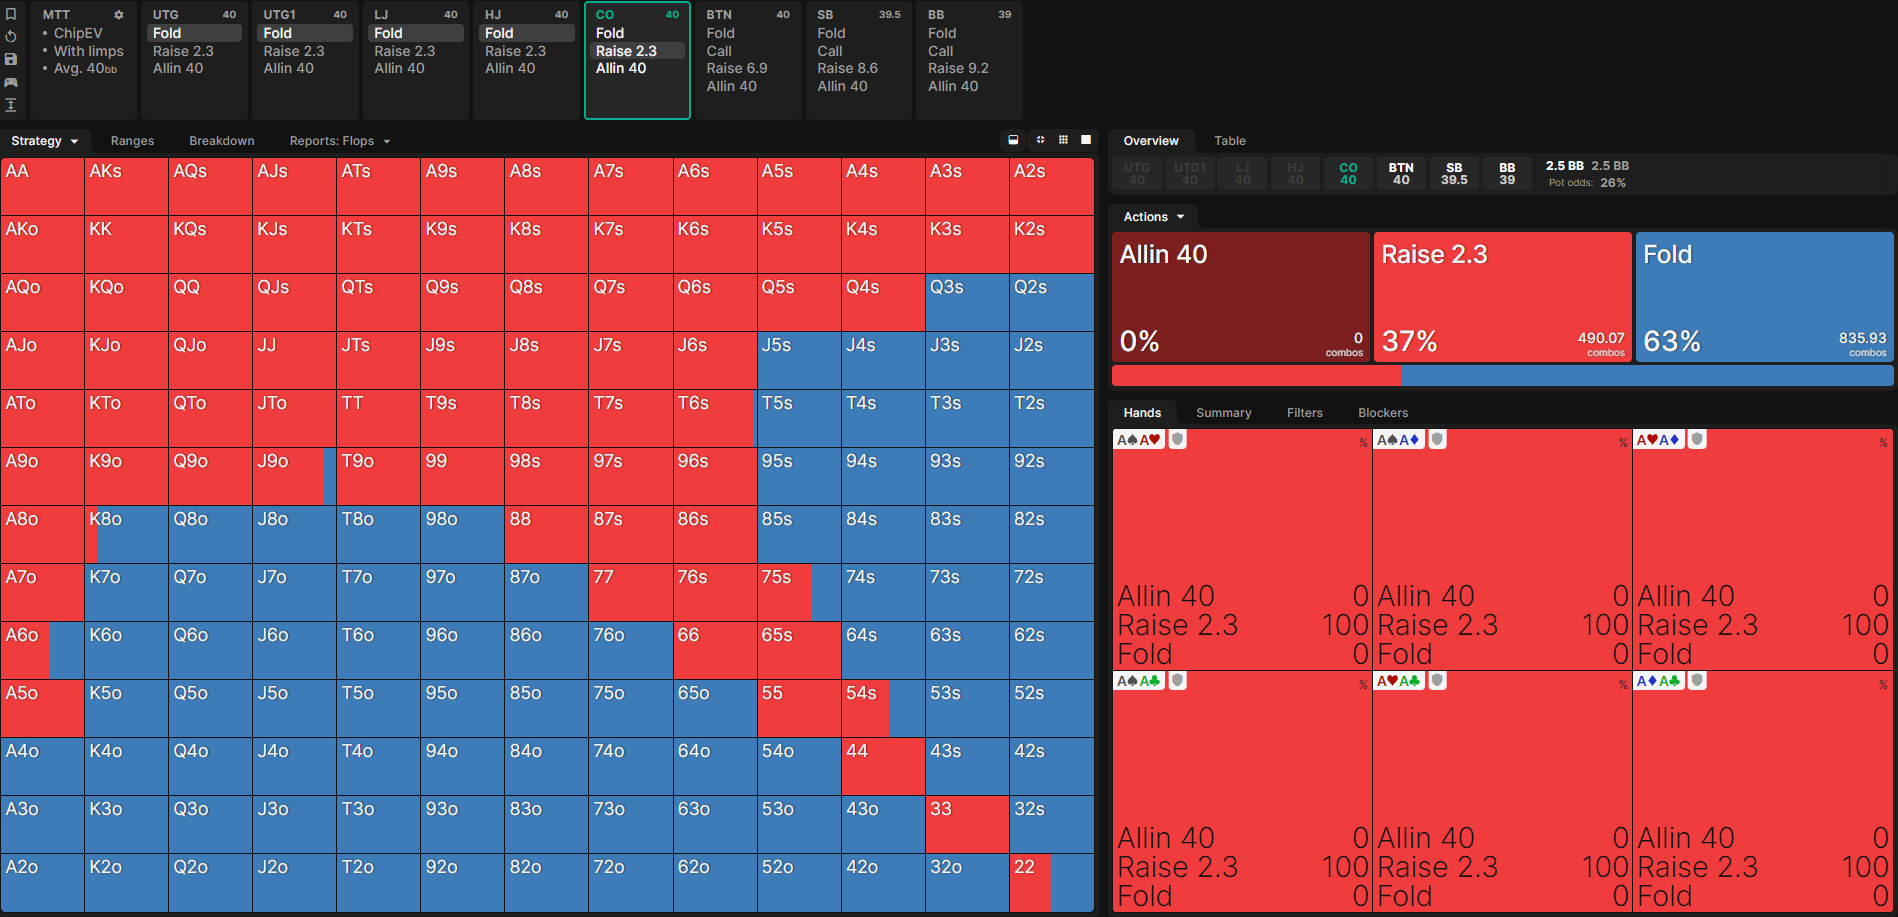 MTT
• ChipEV
• With limps
• Avg. 40bb
UTG 40
Fold
Raise 2.3
Allin 40
UTG1 40
Fold
Raise 2.3
Allin 40
LJ 40
Fold
Raise 2.3
Allin 40
HJ 40
Fold
Raise 2.3
Allin 40
CO 40
Fold
Raise 2.3
Allin 40
BTN 40
Fold
Call
Raise 6.9
Allin 40
SB 39.5
Fold
Call
Raise 8.6
Allin 40
BB 39
Fold
Call
Raise 9.2
Allin 40
Strategy Ranges Breakdown Reports: Flops
AA AKs AQs AJs ATs A9s A8s A7s A6s A5s A4s A3s A2s
AKo KK KQs KJs KTs K9s K8s K7s K6s K5s K4s K3s K2s
AQo KQo QQ QJs QTs Q9s Q8s Q7s Q6s Q5s Q4s Q3s Q2s
AJo KJo QJo JJ JTs J9s J8s J7s J6s J5s J4s J3s J2s
ATo KTo QTo JTo TT T9s T8s T7s T6s T5s T4s T3s T2s
A9o K9o Q9o J9o T9o 99 98s 97s 96s 95s 94s 93s 92s
A8o K8o Q8o J8o T8o 98o 88 87s 86s 85s 84s 83s 82s
A7o K7o Q7o J7o T7o 97o 87o 77 76s 75s 74s 73s 72s
A6o K6o Q6o J6o T6o 96o 86o 76o 66 65s 64s 63s 62s
A5o K5o Q5o J5o T5o 95o 85o 75o 65o 55 54s 53s 52s
A4o K4o Q4o J4o T4o 94o 84o 74o 64o 54o 44 43s 42s
A3o K3o Q3o J3o T3o 93o 83o 73o 63o 53o 43o 33 32s
A2o K2o Q2o J2o T2o 92o 82o 72o 62o 52o 42o 32o 22
Overview Table
UTG UTG1 LJ HJ CO BTN SB BB 2.5 BB 2.5 BB
40 40 40 40 40 40 39.5 39 Pot odds: 26%
Actions
Allin 40 Raise 2.3 Fold
0% 0 combos 37% 490.07 combos 63% 835.93 combos
Hands Summary Filters Blockers
A♠A♥ % A♠A♦ % A♥A♦ %
Allin 40 0 Allin 40 0 Allin 40 0
Raise 2.3 100 Raise 2.3 100 Raise 2.3 100
Fold 0 Fold 0 Fold 0
A♠A♣ % A♥A♣ % A♦A♣ %
Allin 40 0 Allin 40 0 Allin 40 0
Raise 2.3 100 Raise 2.3 100 Raise 2.3 100
Fold 0 Fold 0 Fold 0